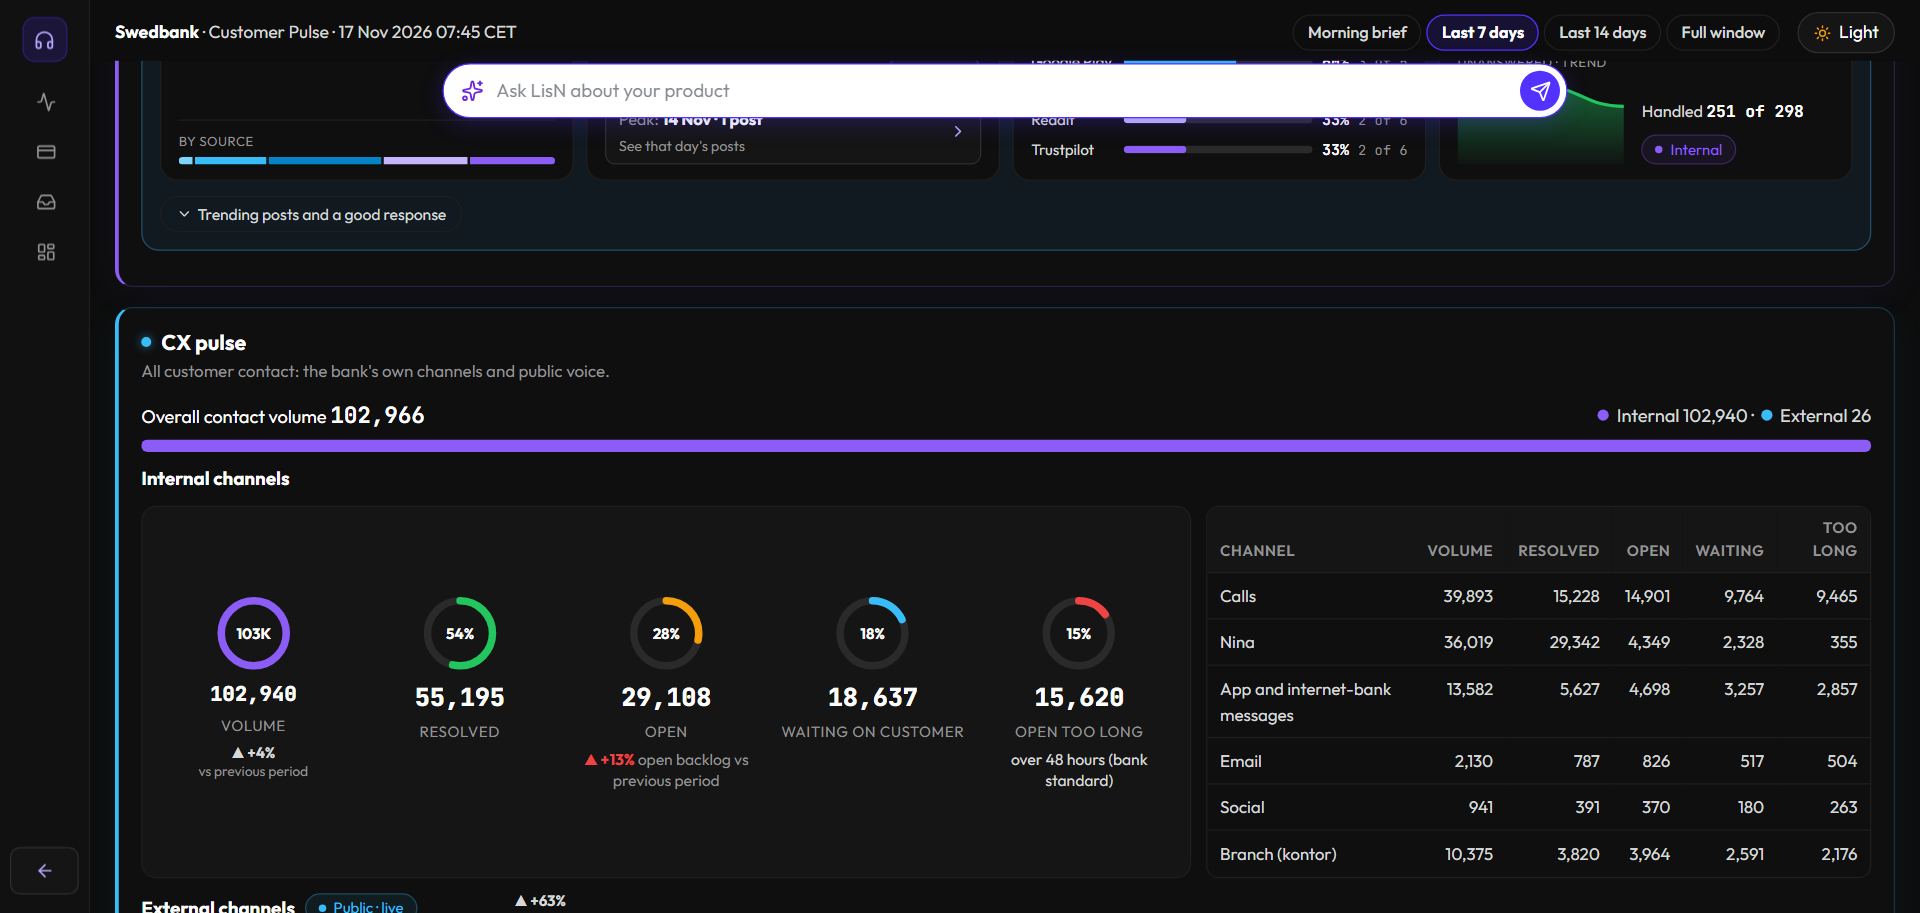 Swedbank · Customer Pulse · 17 Nov 2026 07:45 CET
Morning brief
Last 7 days
Last 14 days
Full window
Light
Ask LisN about your product
BY SOURCE
Peak: 14 Nov · 1 post
See that day's posts
Reddit 33% 2 of 6
Trustpilot 33% 2 of 6
Handled 251 of 298
Internal
Trending posts and a good response
CX pulse
All customer contact: the bank's own channels and public voice.
Overall contact volume 102,966
Internal 102,940 · External 26
Internal channels
103K
102,940
VOLUME
▲ +4%
vs previous period
54%
55,195
RESOLVED
28%
29,108
OPEN
▲ +13% open backlog vs
previous period
18%
18,637
WAITING ON CUSTOMER
15%
15,620
OPEN TOO LONG
over 48 hours (bank
standard)
CHANNEL VOLUME RESOLVED OPEN WAITING TOO LONG
Calls 39,893 15,228 14,901 9,764 9,465
Nina 36,019 29,342 4,349 2,328 355
App and internet-bank messages 13,582 5,627 4,698 3,257 2,857
Email 2,130 787 826 517 504
Social 941 391 370 180 263
Branch (kontor) 10,375 3,820 3,964 2,591 2,176
External channels
Public · live
▲ +63%